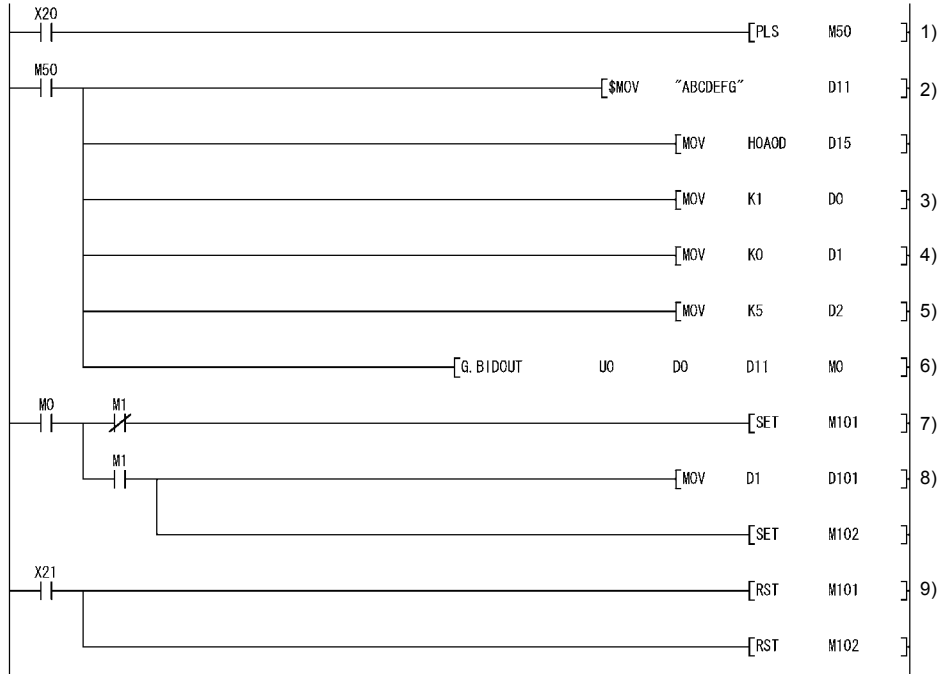 X20
[PLS M50 ] 1)
M50
[$MOV "ABCDEFG" D11 ] 2)
[MOV H0A0D D15 ]
[MOV K1 D0 ] 3)
[MOV K0 D1 ] 4)
[MOV K5 D2 ] 5)
[G.BIDOUT U0 D0 D11 M0 ] 6)
M0 M1
[SET M101 ] 7)
M1
[MOV D1 D101 ] 8)
[SET M102 ]
X21
[RST M101 ] 9)
[RST M102 ]